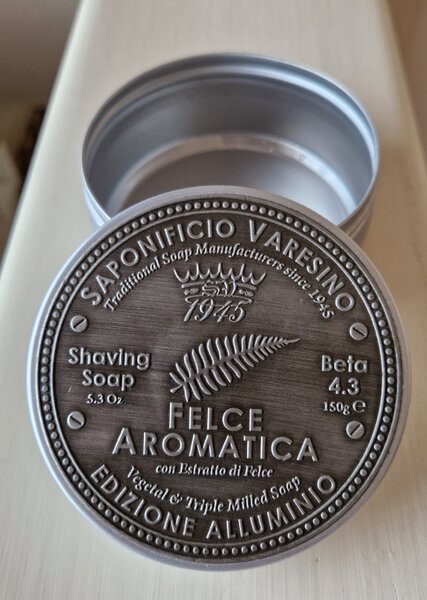 SAPONIFICIO VARESINO
Traditional Soap Manufacturers since 1945
1945
Shaving
Soap
5.3 Oz
Beta
4.3
150g ℮
FELCE
AROMATICA
con Estratto di Felce
Vegetal & Triple Milled Soap
EDIZIONE ALLUMINIO